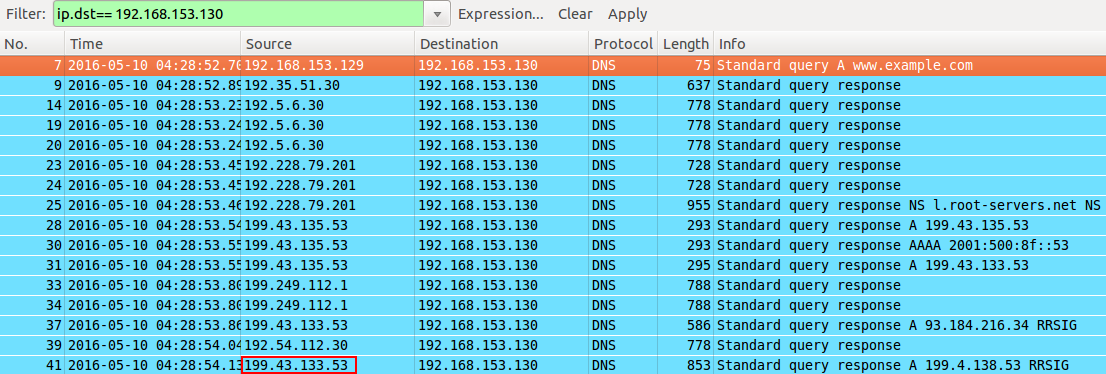 Filter: ip.dst== 192.168.153.130 Expression... Clear Apply
No. Time Source Destination Protocol Length Info
7 2016-05-10 04:28:52.70 192.168.153.129 192.168.153.130 DNS 75 Standard query A www.example.com
9 2016-05-10 04:28:52.89 192.35.51.30 192.168.153.130 DNS 637 Standard query response
14 2016-05-10 04:28:53.23 192.5.6.30 192.168.153.130 DNS 778 Standard query response
19 2016-05-10 04:28:53.24 192.5.6.30 192.168.153.130 DNS 778 Standard query response
20 2016-05-10 04:28:53.24 192.5.6.30 192.168.153.130 DNS 778 Standard query response
23 2016-05-10 04:28:53.45 192.228.79.201 192.168.153.130 DNS 728 Standard query response
24 2016-05-10 04:28:53.45 192.228.79.201 192.168.153.130 DNS 728 Standard query response
25 2016-05-10 04:28:53.46 192.228.79.201 192.168.153.130 DNS 955 Standard query response NS l.root-servers.net NS
28 2016-05-10 04:28:53.54 199.43.135.53 192.168.153.130 DNS 293 Standard query response A 199.43.135.53
30 2016-05-10 04:28:53.55 199.43.135.53 192.168.153.130 DNS 293 Standard query response AAAA 2001:500:8f::53
31 2016-05-10 04:28:53.55 199.43.135.53 192.168.153.130 DNS 295 Standard query response A 199.43.133.53
33 2016-05-10 04:28:53.80 199.249.112.1 192.168.153.130 DNS 788 Standard query response
34 2016-05-10 04:28:53.80 199.249.112.1 192.168.153.130 DNS 788 Standard query response
37 2016-05-10 04:28:53.86 199.43.133.53 192.168.153.130 DNS 586 Standard query response A 93.184.216.34 RRSIG
39 2016-05-10 04:28:54.04 192.54.112.30 192.168.153.130 DNS 778 Standard query response
41 2016-05-10 04:28:54.13 199.43.133.53 192.168.153.130 DNS 853 Standard query response A 199.4.138.53 RRSIG